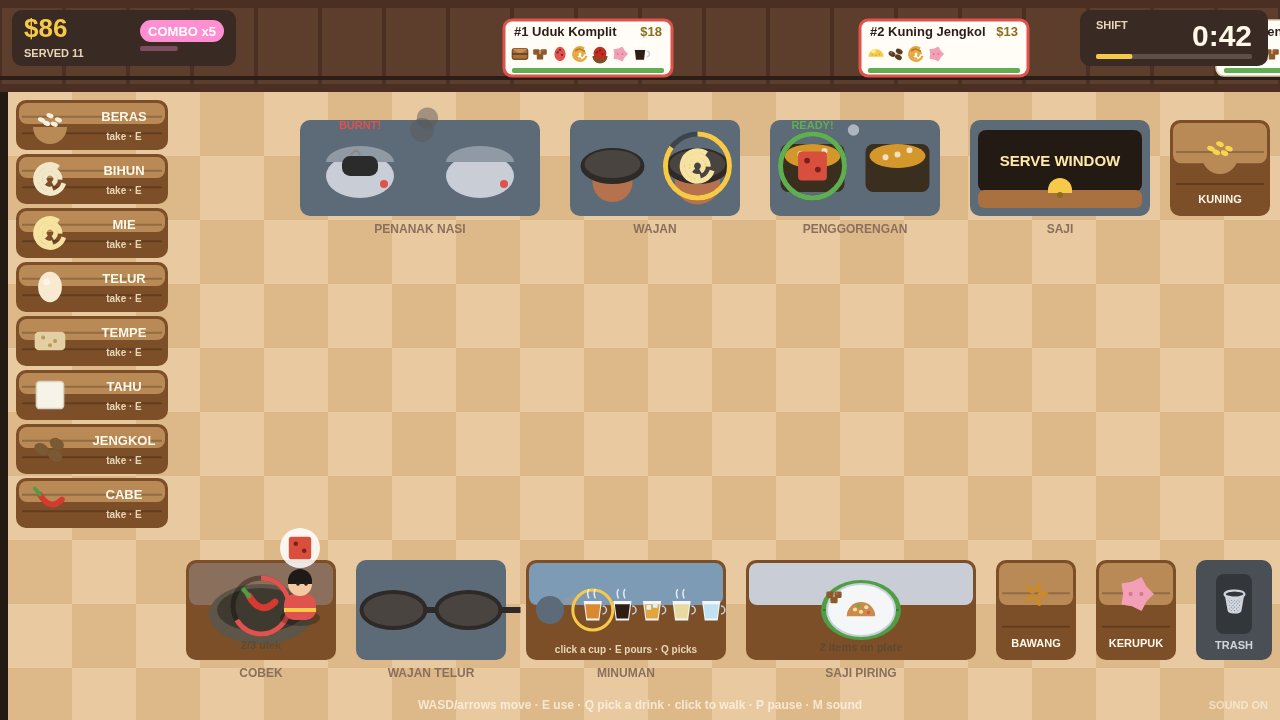 $86
COMBO x5
SERVED 11
#1 Uduk Komplit $18
#2 Kuning Jengkol $13
SHIFT
0:42
BERAS
take · E
BIHUN
take · E
MIE
take · E
TELUR
take · E
TEMPE
take · E
TAHU
take · E
JENGKOL
take · E
CABE
take · E
BURNT!
READY!
SERVE WINDOW
KUNING
PENANAK NASI
WAJAN
PENGGORENGAN
SAJI
2/3 ulek
click a cup · E pours · Q picks
2 items on plate
BAWANG
KERUPUK
TRASH
COBEK
WAJAN TELUR
MINUMAN
SAJI PIRING
WASD/arrows move · E use · Q pick a drink · click to walk · P pause · M sound
SOUND ON